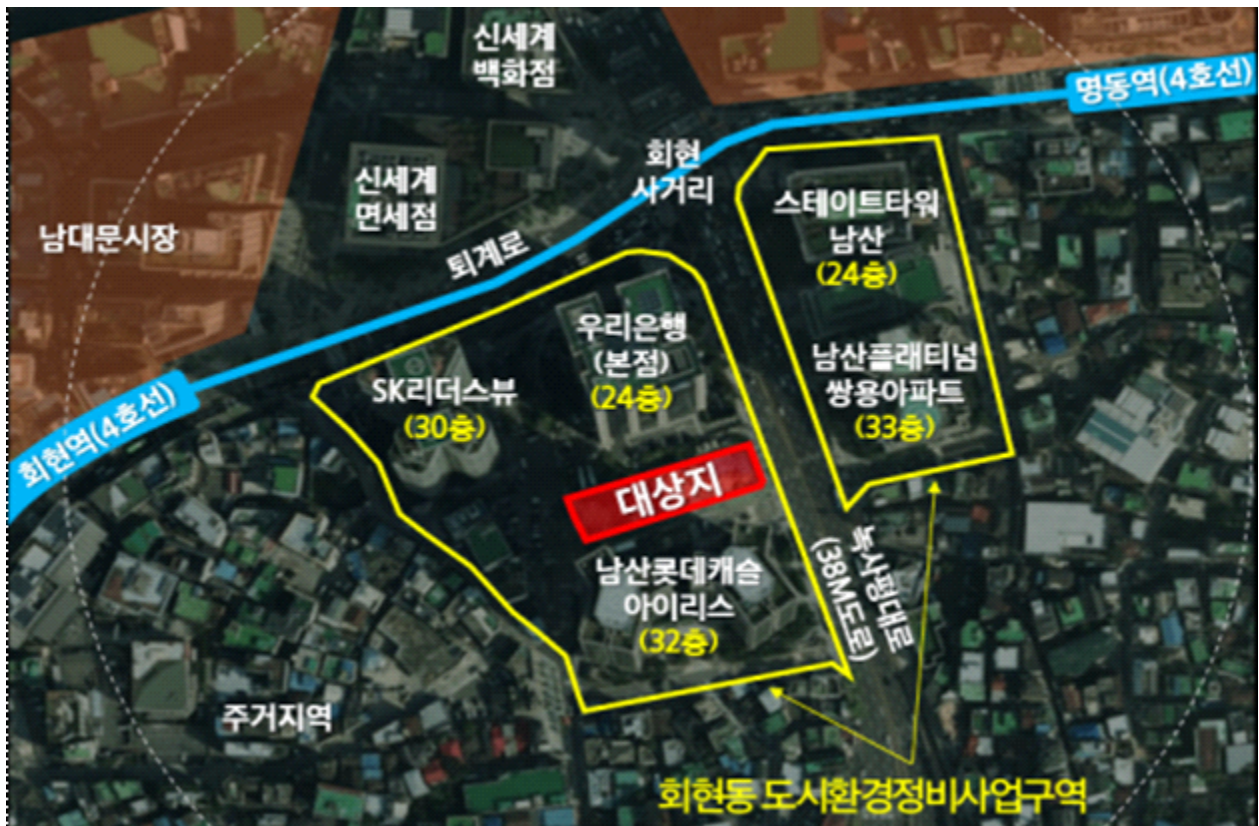 신세계
백화점
명동역(4호선)
회현
사거리
신세계
면세점
스테이트타워
남산
(24층)
남대문시장
퇴계로
우리은행
(본점)
(24층)
남산플래티넘
쌍용아파트
(33층)
SK리더스뷰
(30층)
회현역(4호선)
대상지
녹사평대로
(38M도로)
남산롯데캐슬
아이리스
(32층)
주거지역
회현동 도시환경정비사업구역